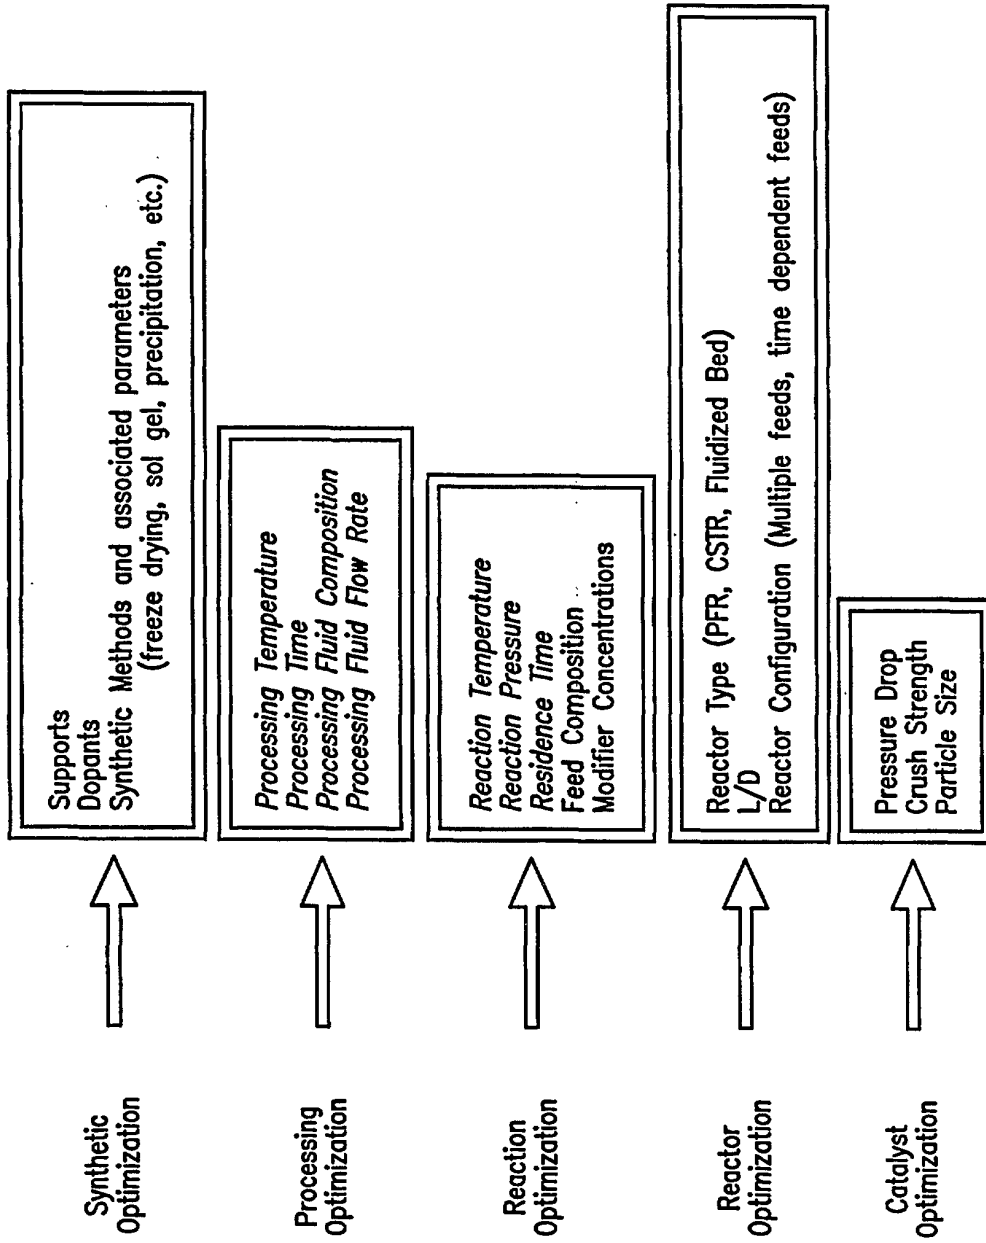 Synthetic
Optimization
Supports
Dopants
Synthetic Methods and associated parameters
(freeze drying, sol gel, precipitation, etc.)
Processing
Optimization
Processing Temperature
Processing Time
Processing Fluid Composition
Processing Fluid Flow Rate
Reaction
Optimization
Reaction Temperature
Reaction Pressure
Residence Time
Feed Composition
Modifier Concentrations
Reactor
Optimization
Reactor Type (PFR, CSTR, Fluidized Bed)
L/D
Reactor Configuration (Multiple feeds, time dependent feeds)
Catalyst
Optimization
Pressure Drop
Crush Strength
Particle Size